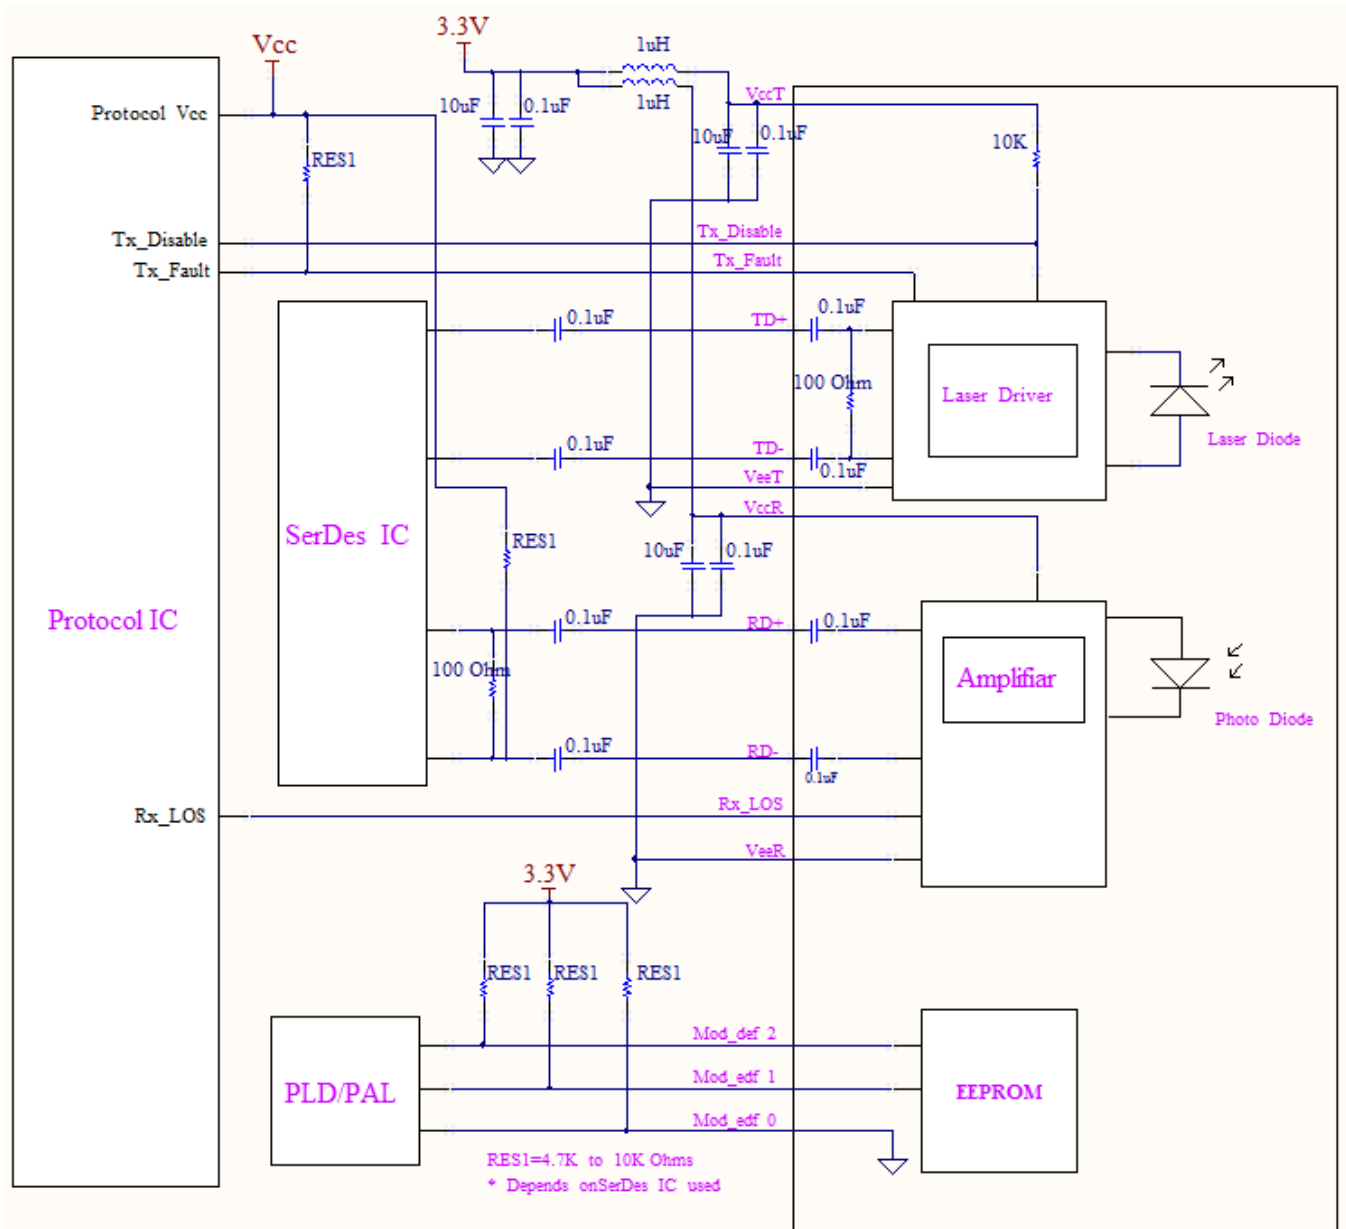 3.3V
1uH
Vcc
1uH
VccT
Protocol Vcc
10uF
0.1uF
10uF
0.1uF
10K
RES1
Tx_Disable
Tx_Disable
Tx_Fault
Tx_Fault
0.1uF
TD+
0.1uF
100 Ohm
Laser Driver
Laser Diode
0.1uF
TD-
0.1uF
VeeT
VccR
SerDes IC
RES1
10uF
0.1uF
Protocol IC
0.1uF
RD+
0.1uF
100 Ohm
Amplifiar
Photo Diode
0.1uF
RD-
0.1uF
Rx_LOS
Rx_LOS
VeeR
3.3V
RES1
RES1
RES1
Mod_def 2
PLD/PAL
Mod_edf 1
EEPROM
Mod_edf 0
RES1=4.7K to 10K Ohms
* Depends onSerDes IC used